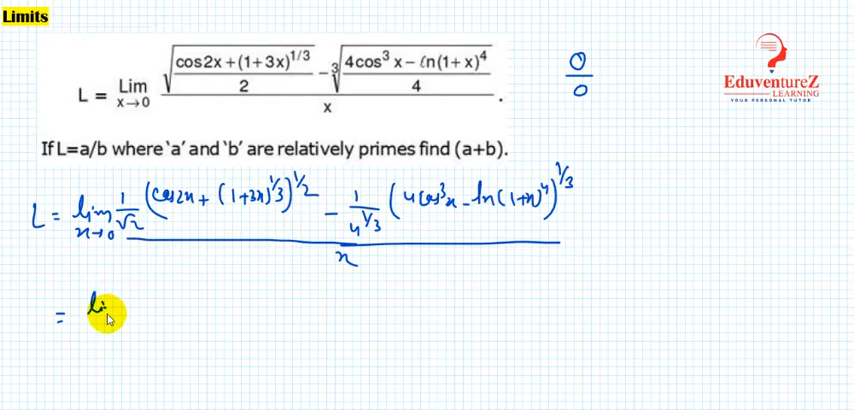 Limits
L = Lim x→0 (√((cos2x+(1+3x)^{1/3})/2) − ∛((4cos³x−ℓn(1+x)⁴)/4))/x .
0/0
EduventureZ
LEARNING
YOUR PERSONAL TUTOR
If L=a/b where 'a' and 'b' are relatively primes find (a+b).
L = lim x→0 (1/√2 (cos2x + (1+3x)^{1/3})^{1/2} − 1/4^{1/3} (4cos³x − ln(1+x)⁴)^{1/3})/x
= li